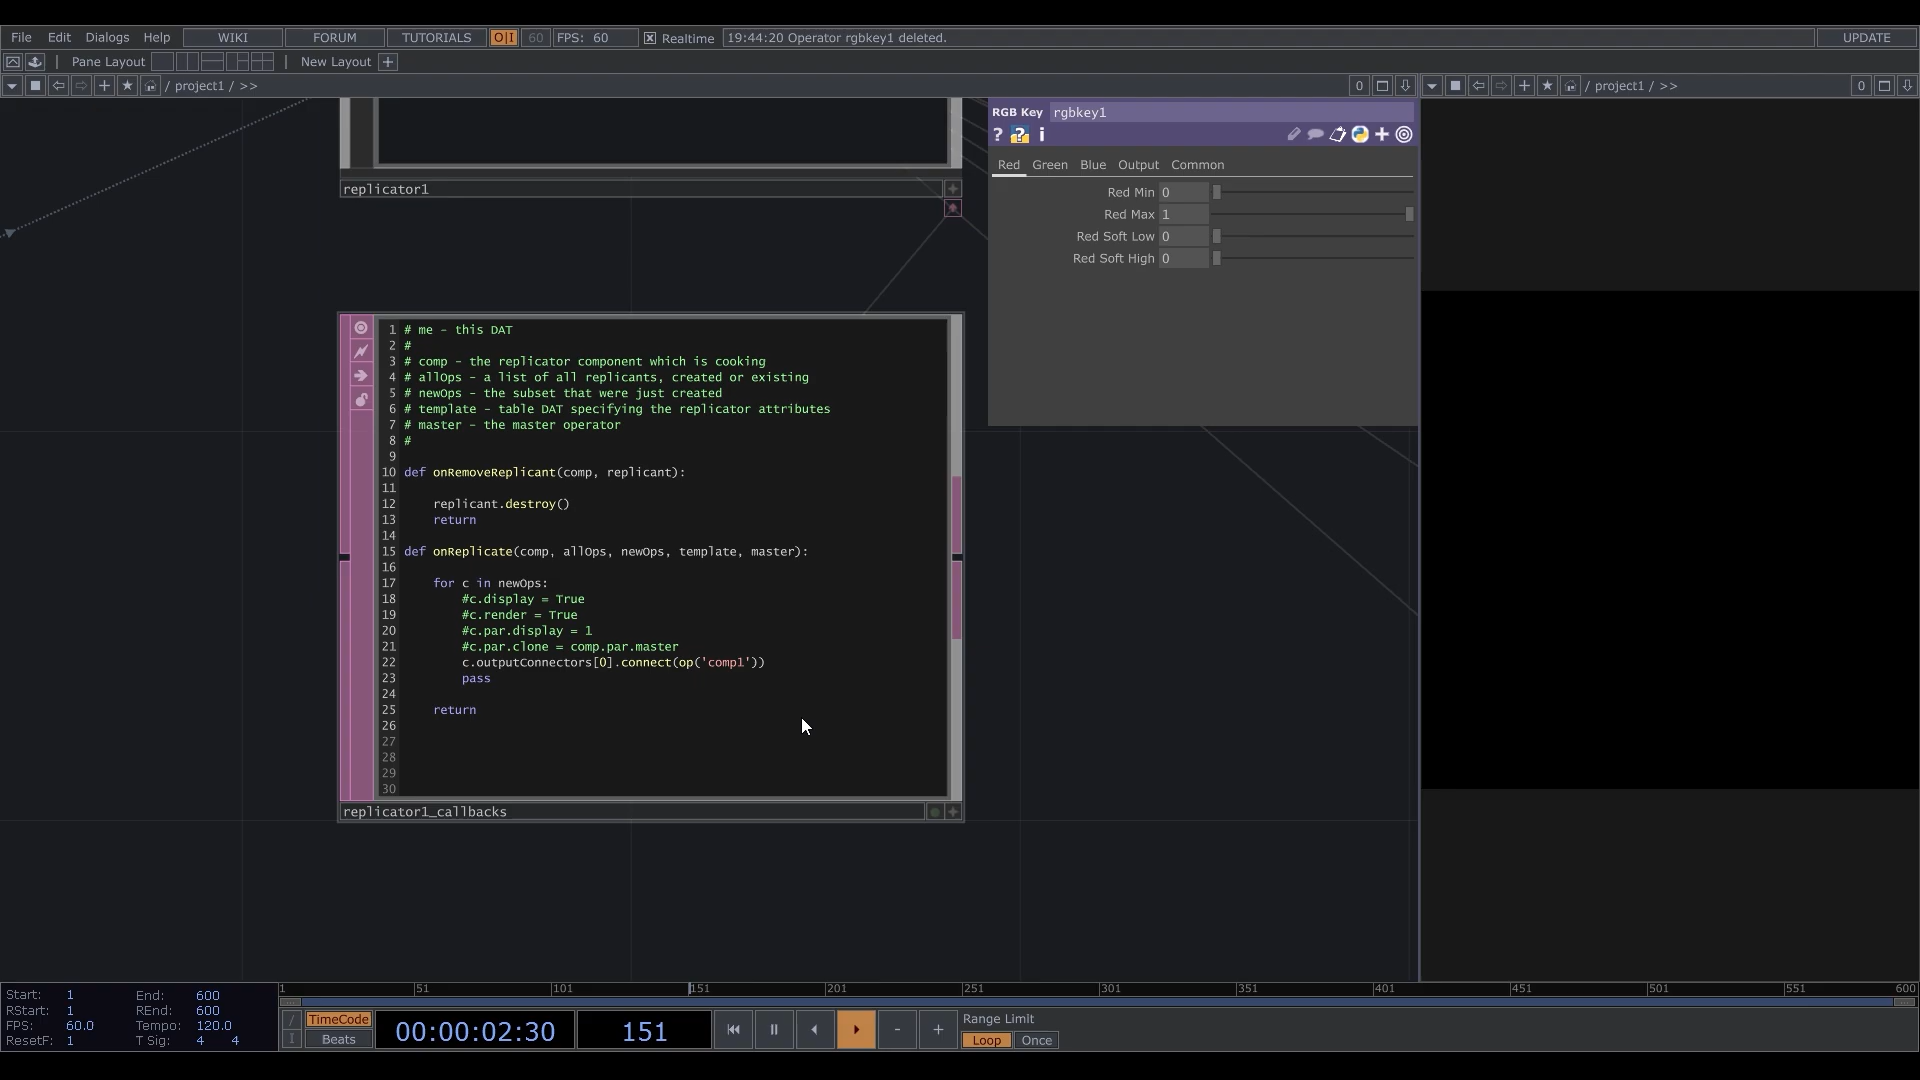 File Edit Dialogs Help WIKI FORUM TUTORIALS O|I 60 FPS: 60 Realtime 19:44:20 Operator rgbkey1 deleted. UPDATE
Pane Layout New Layout +
/ project1 / >> 0
/ project1 / >> 0
RGB Key rgbkey1
? ? i
Red Green Blue Output Common
Red Min 0
Red Max 1
Red Soft Low 0
Red Soft High 0
replicator1
1 # me - this DAT
2 #
3 # comp - the replicator component which is cooking
4 # allOps - a list of all replicants, created or existing
5 # newOps - the subset that were just created
6 # template - table DAT specifying the replicator attributes
7 # master - the master operator
8 #
9
10 def onRemoveReplicant(comp, replicant):
11
12 replicant.destroy()
13 return
14
15 def onReplicate(comp, allOps, newOps, template, master):
16
17 for c in newOps:
18 #c.display = True
19 #c.render = True
20 #c.par.display = 1
21 #c.par.clone = comp.par.master
22 c.outputConnectors[0].connect(op('comp1'))
23 pass
24
25 return
26
27
28
29
30
replicator1_callbacks
1 51 101 151 201 251 301 351 401 451 501 551 600
Start: 1 End: 600
RStart: 1 REnd: 600
FPS: 60.0 Tempo: 120.0
ResetF: 1 T Sig: 4 4
TimeCode
Beats
00:00:02:30 151
Range Limit
Loop Once